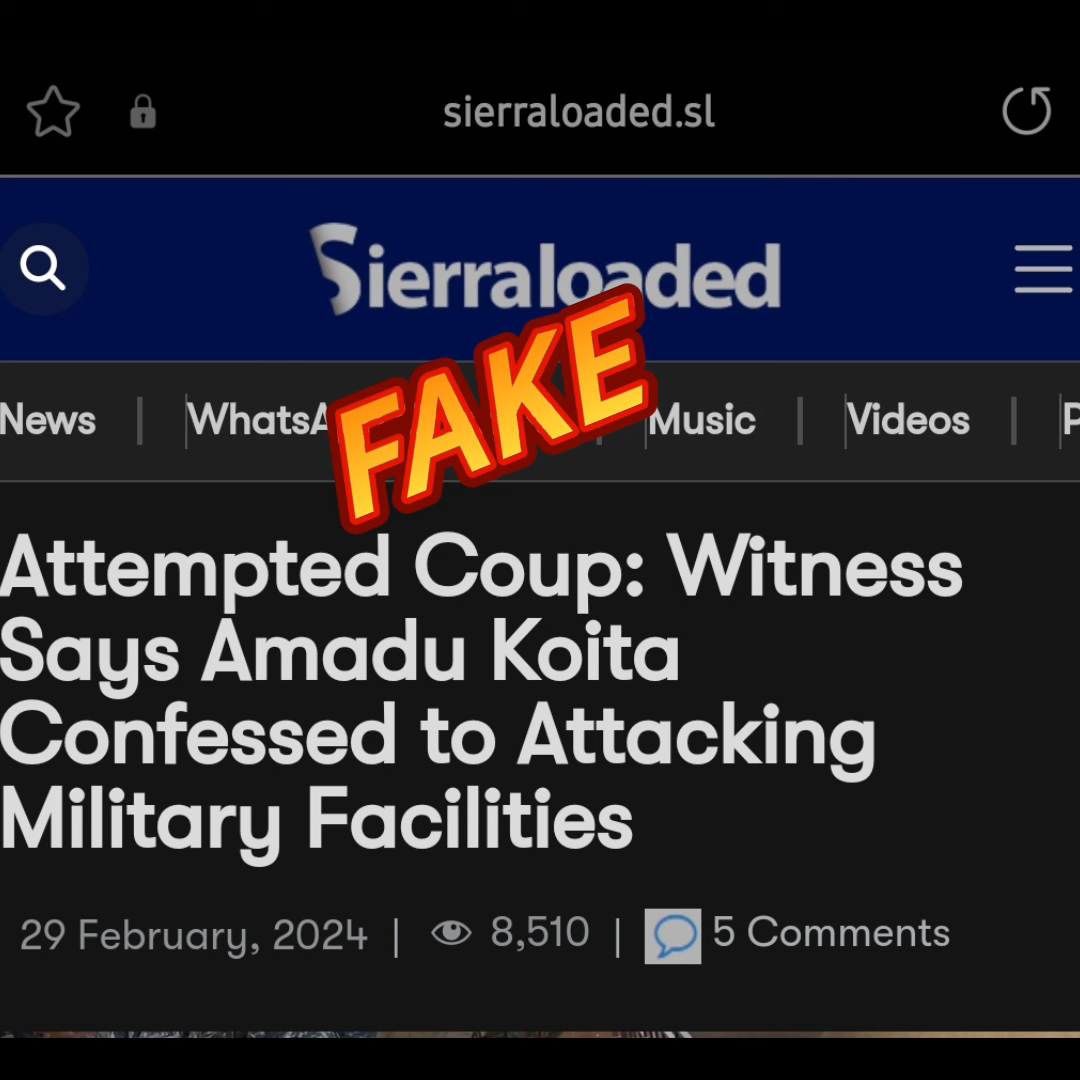 sierraloaded.sl
Sierraloaded
FAKE
News | Music | Videos |
Attempted Coup: Witness
Says Amadu Koita
Confessed to Attacking
Military Facilities
29 February, 2024 | 8,510 | 5 Comments